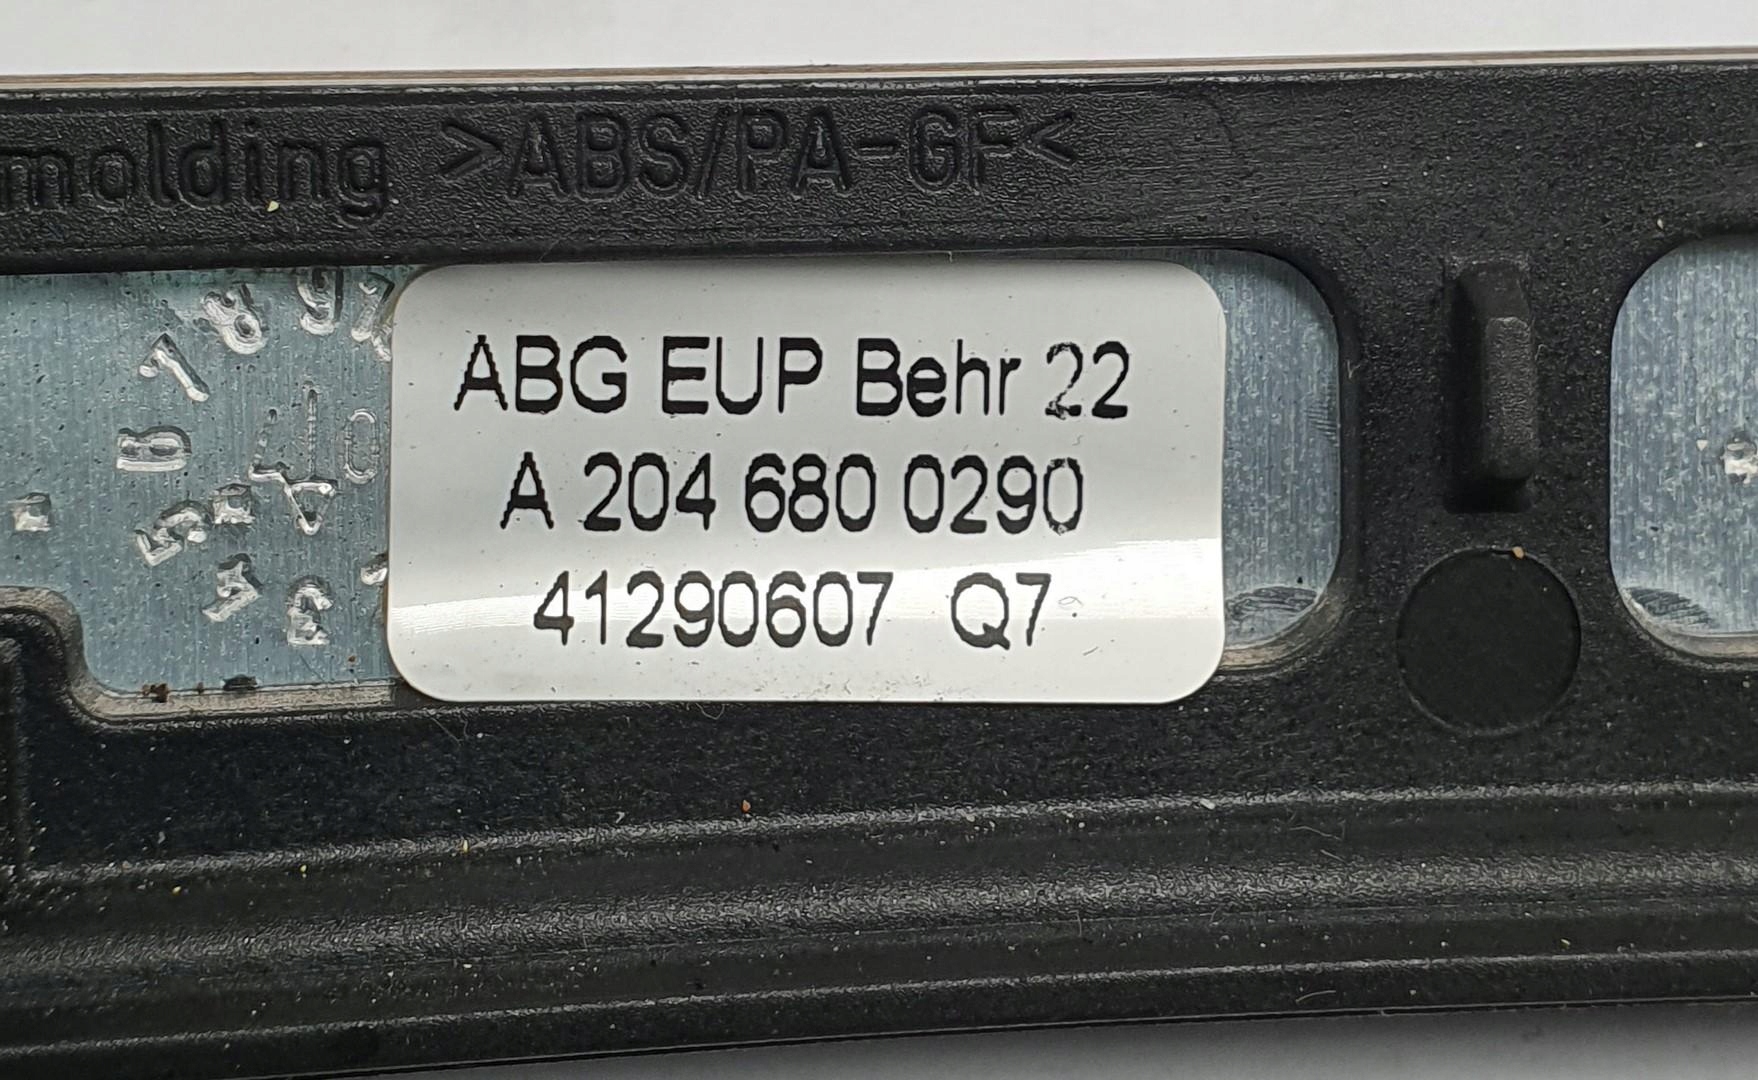 molding >ABS/PA-GF<
ABG EUP Behr 22
A 204 680 0290
41290607 Q7